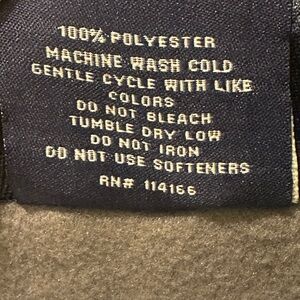 100% POLYESTER
MACHINE WASH COLD
GENTLE CYCLE WITH LIKE
COLORS
DO NOT BLEACH
TUMBLE DRY LOW
DO NOT IRON
DO NOT USE SOFTENERS
RN# 114166